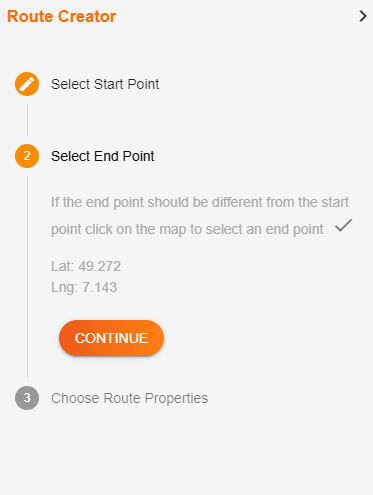 Route Creator
Select Start Point
2 Select End Point
If the end point should be different from the start
point click on the map to select an end point
Lat: 49.272
Lng: 7.143
CONTINUE
3 Choose Route Properties